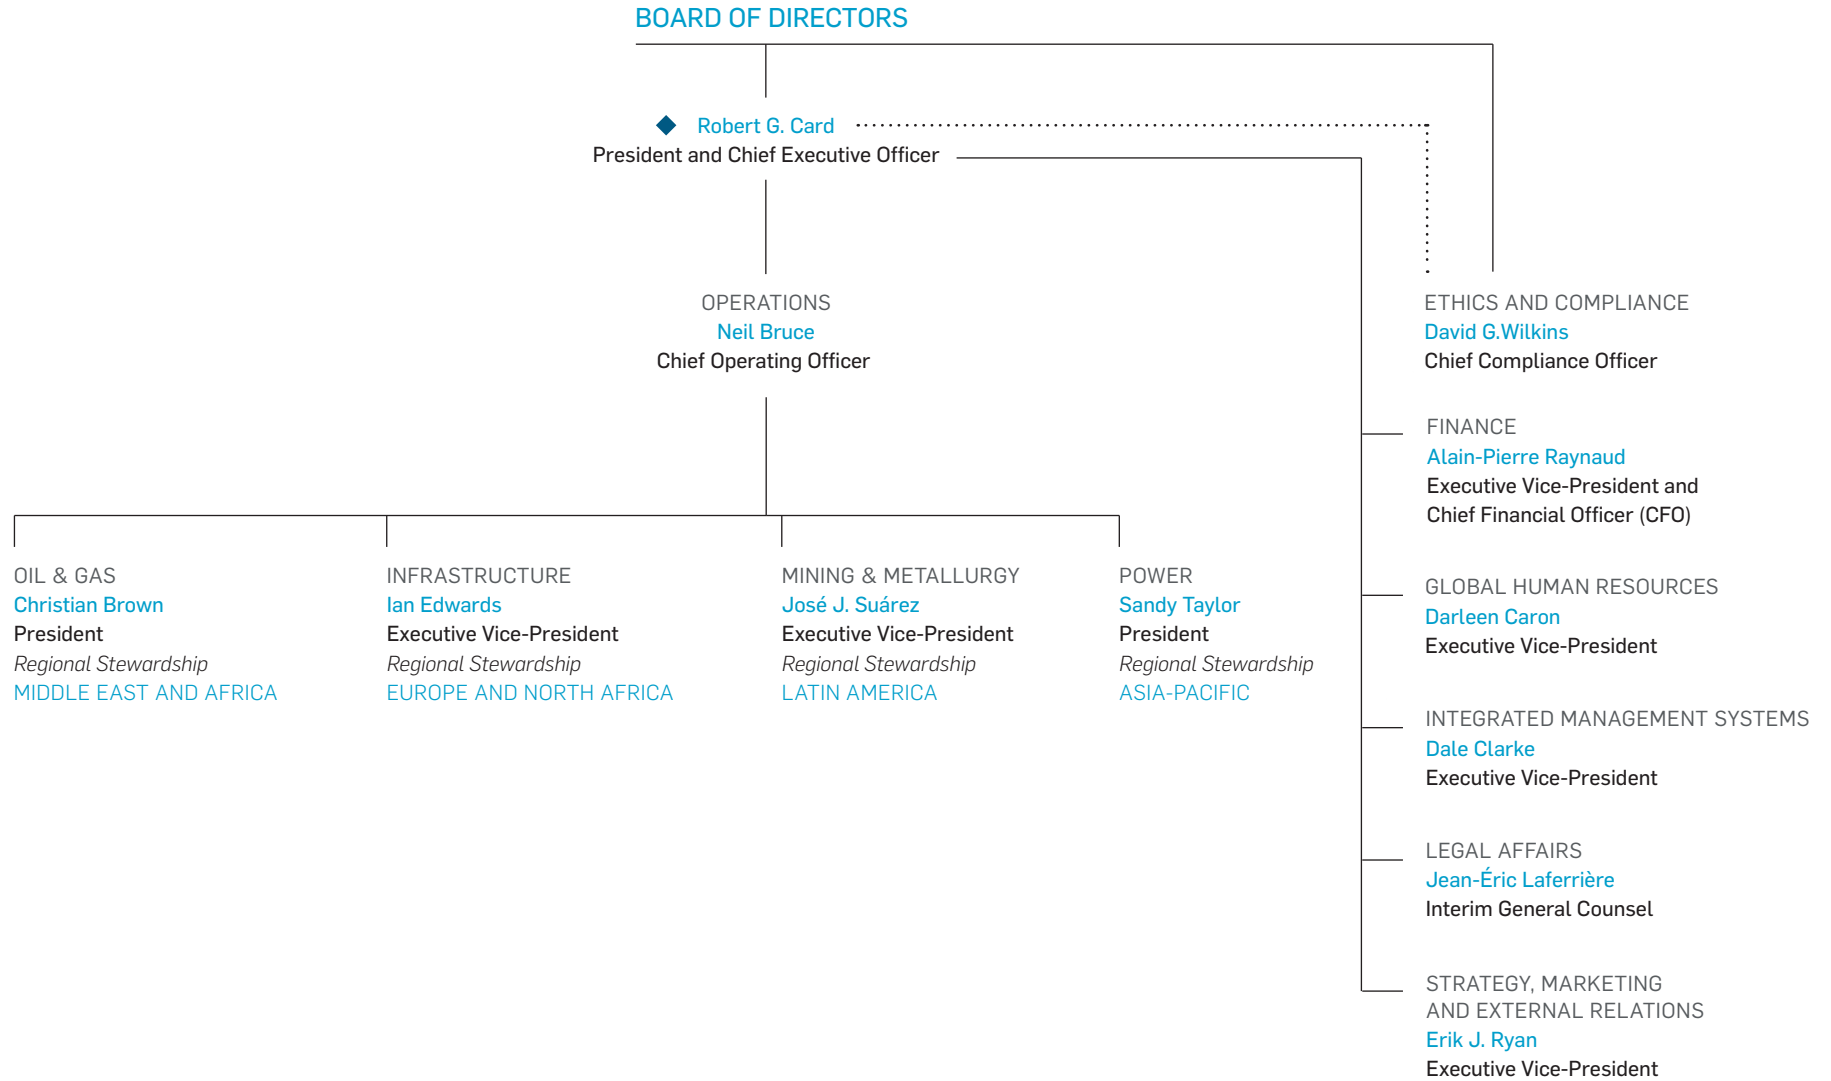 BOARD OF DIRECTORS
Robert G. Card
President and Chief Executive Officer
OPERATIONS
Neil Bruce
Chief Operating Officer
ETHICS AND COMPLIANCE
David G.Wilkins
Chief Compliance Officer
FINANCE
Alain-Pierre Raynaud
Executive Vice-President and
Chief Financial Officer (CFO)
OIL & GAS
Christian Brown
President
Regional Stewardship
MIDDLE EAST AND AFRICA
INFRASTRUCTURE
Ian Edwards
Executive Vice-President
Regional Stewardship
EUROPE AND NORTH AFRICA
MINING & METALLURGY
José J. Suárez
Executive Vice-President
Regional Stewardship
LATIN AMERICA
POWER
Sandy Taylor
President
Regional Stewardship
ASIA-PACIFIC
GLOBAL HUMAN RESOURCES
Darleen Caron
Executive Vice-President
INTEGRATED MANAGEMENT SYSTEMS
Dale Clarke
Executive Vice-President
LEGAL AFFAIRS
Jean-Éric Laferrière
Interim General Counsel
STRATEGY, MARKETING
AND EXTERNAL RELATIONS
Erik J. Ryan
Executive Vice-President